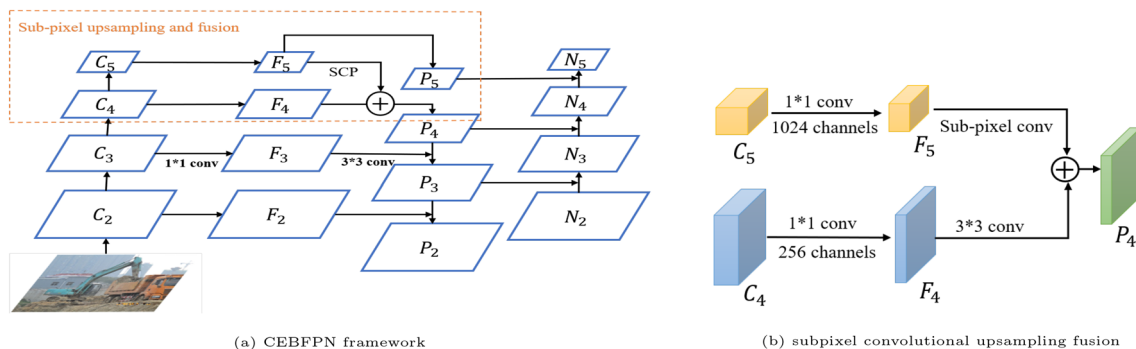 Sub-pixel upsampling and fusion
C5
F5
SCP
P5
N5
C4
F4
N4
P4
C3
1*1 conv
F3
3*3 conv
N3
P3
C2
F2
N2
P2
(a) CEBFPN framework
C5
1*1 conv
1024 channels
F5
Sub-pixel conv
C4
1*1 conv
256 channels
F4
3*3 conv
P4
(b) subpixel convolutional upsampling fusion